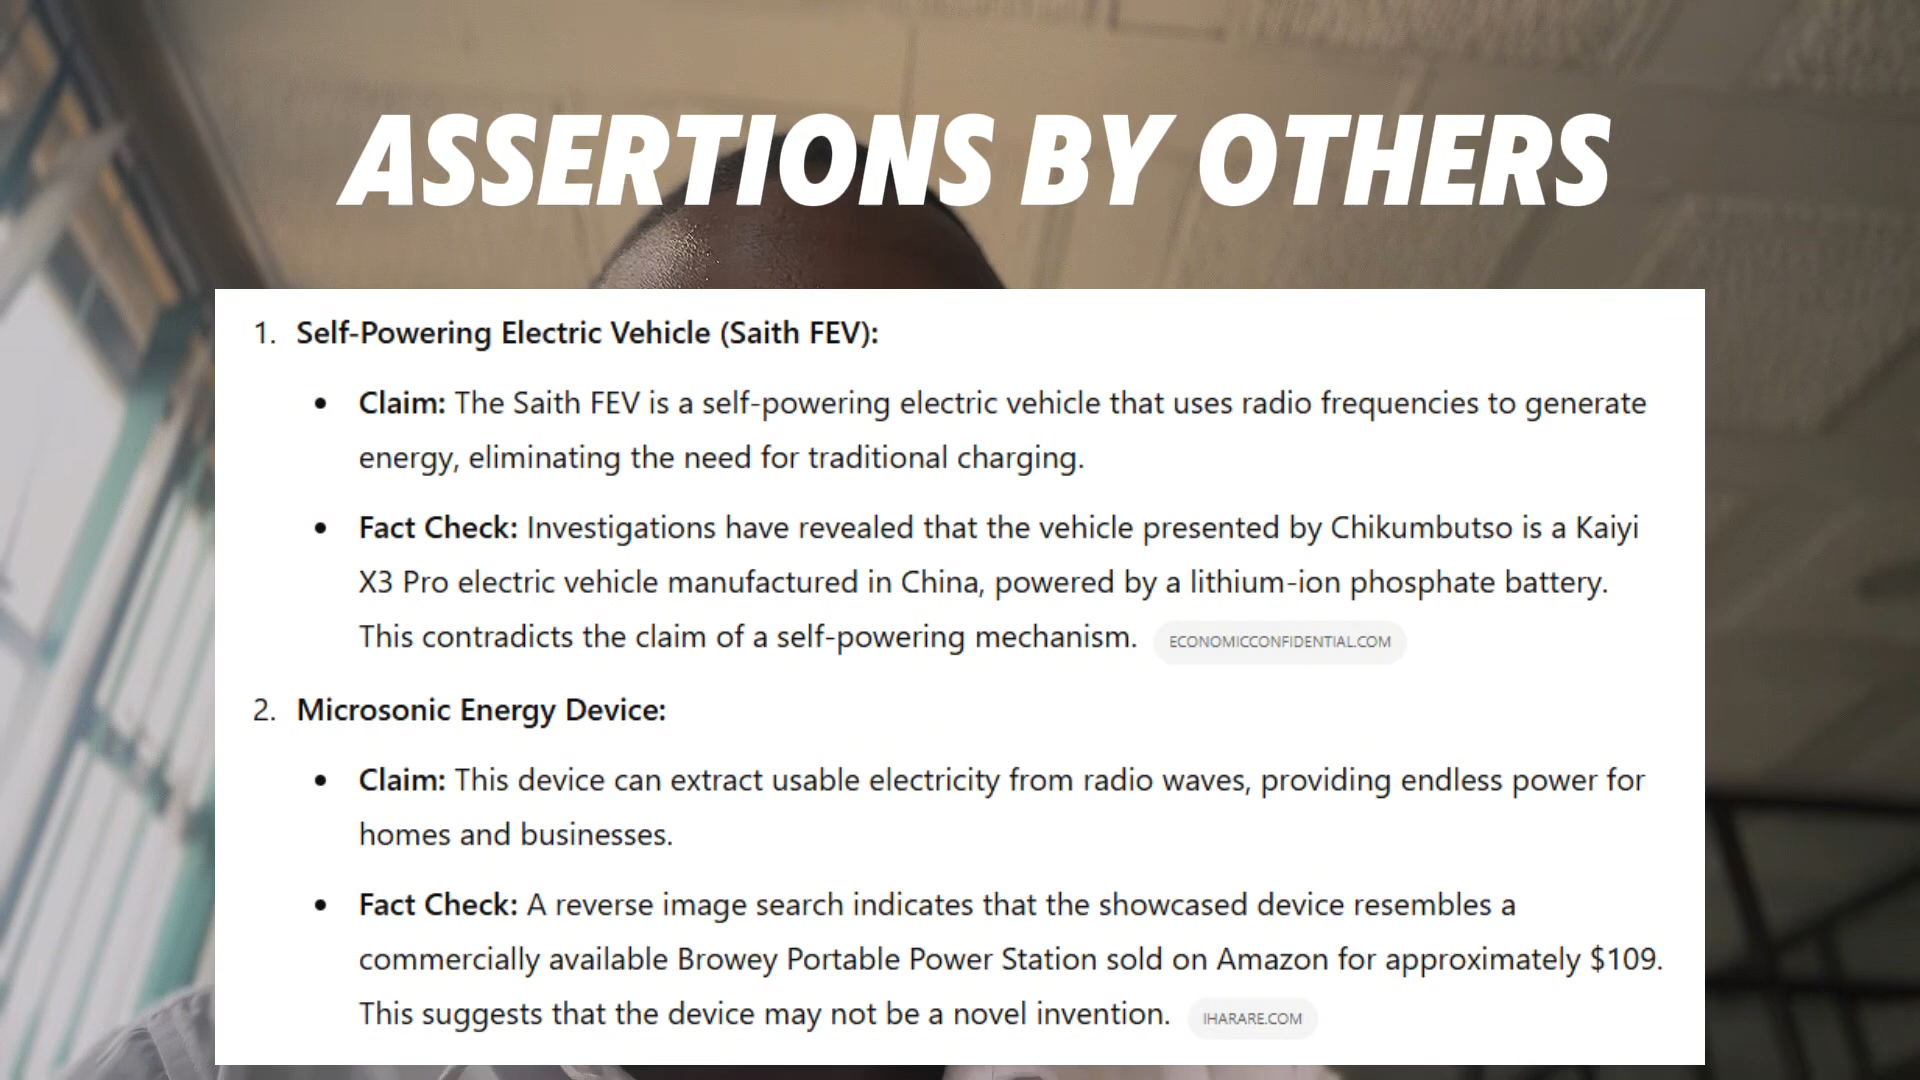 ASSERTIONS BY OTHERS
1. Self-Powering Electric Vehicle (Saith FEV):
• Claim: The Saith FEV is a self-powering electric vehicle that uses radio frequencies to generate
energy, eliminating the need for traditional charging.
• Fact Check: Investigations have revealed that the vehicle presented by Chikumbutso is a Kaiyi
X3 Pro electric vehicle manufactured in China, powered by a lithium-ion phosphate battery.
This contradicts the claim of a self-powering mechanism. ECONOMICCONFIDENTIAL.COM
2. Microsonic Energy Device:
• Claim: This device can extract usable electricity from radio waves, providing endless power for
homes and businesses.
• Fact Check: A reverse image search indicates that the showcased device resembles a
commercially available Browey Portable Power Station sold on Amazon for approximately $109.
This suggests that the device may not be a novel invention. IHARARE.COM